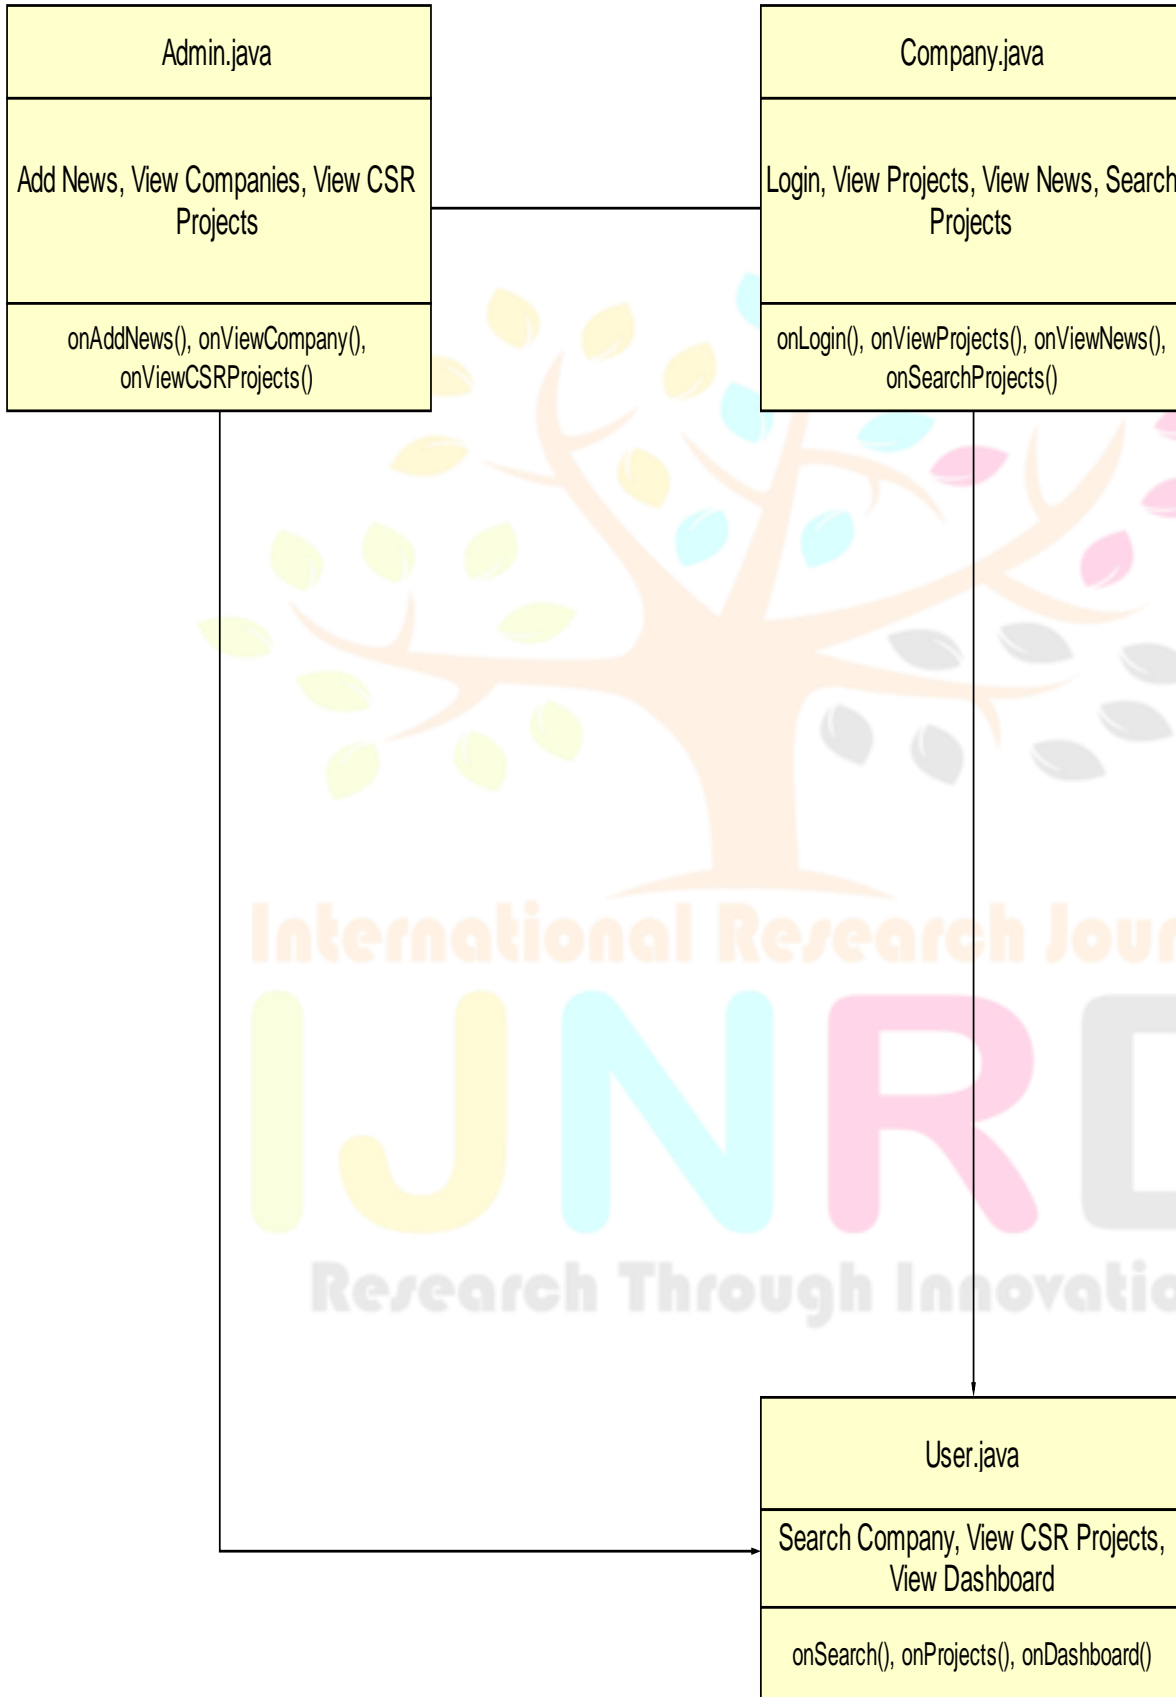 Admin.java
Add News, View Companies, View CSR
Projects
onAddNews(), onViewCompany(),
onViewCSRProjects()
Company.java
Login, View Projects, View News, Search
Projects
onLogin(), onViewProjects(), onViewNews(),
onSearchProjects()
International Research Jour
IJNRD
Research Through Innovatio
User.java
Search Company, View CSR Projects,
View Dashboard
onSearch(), onProjects(), onDashboard()